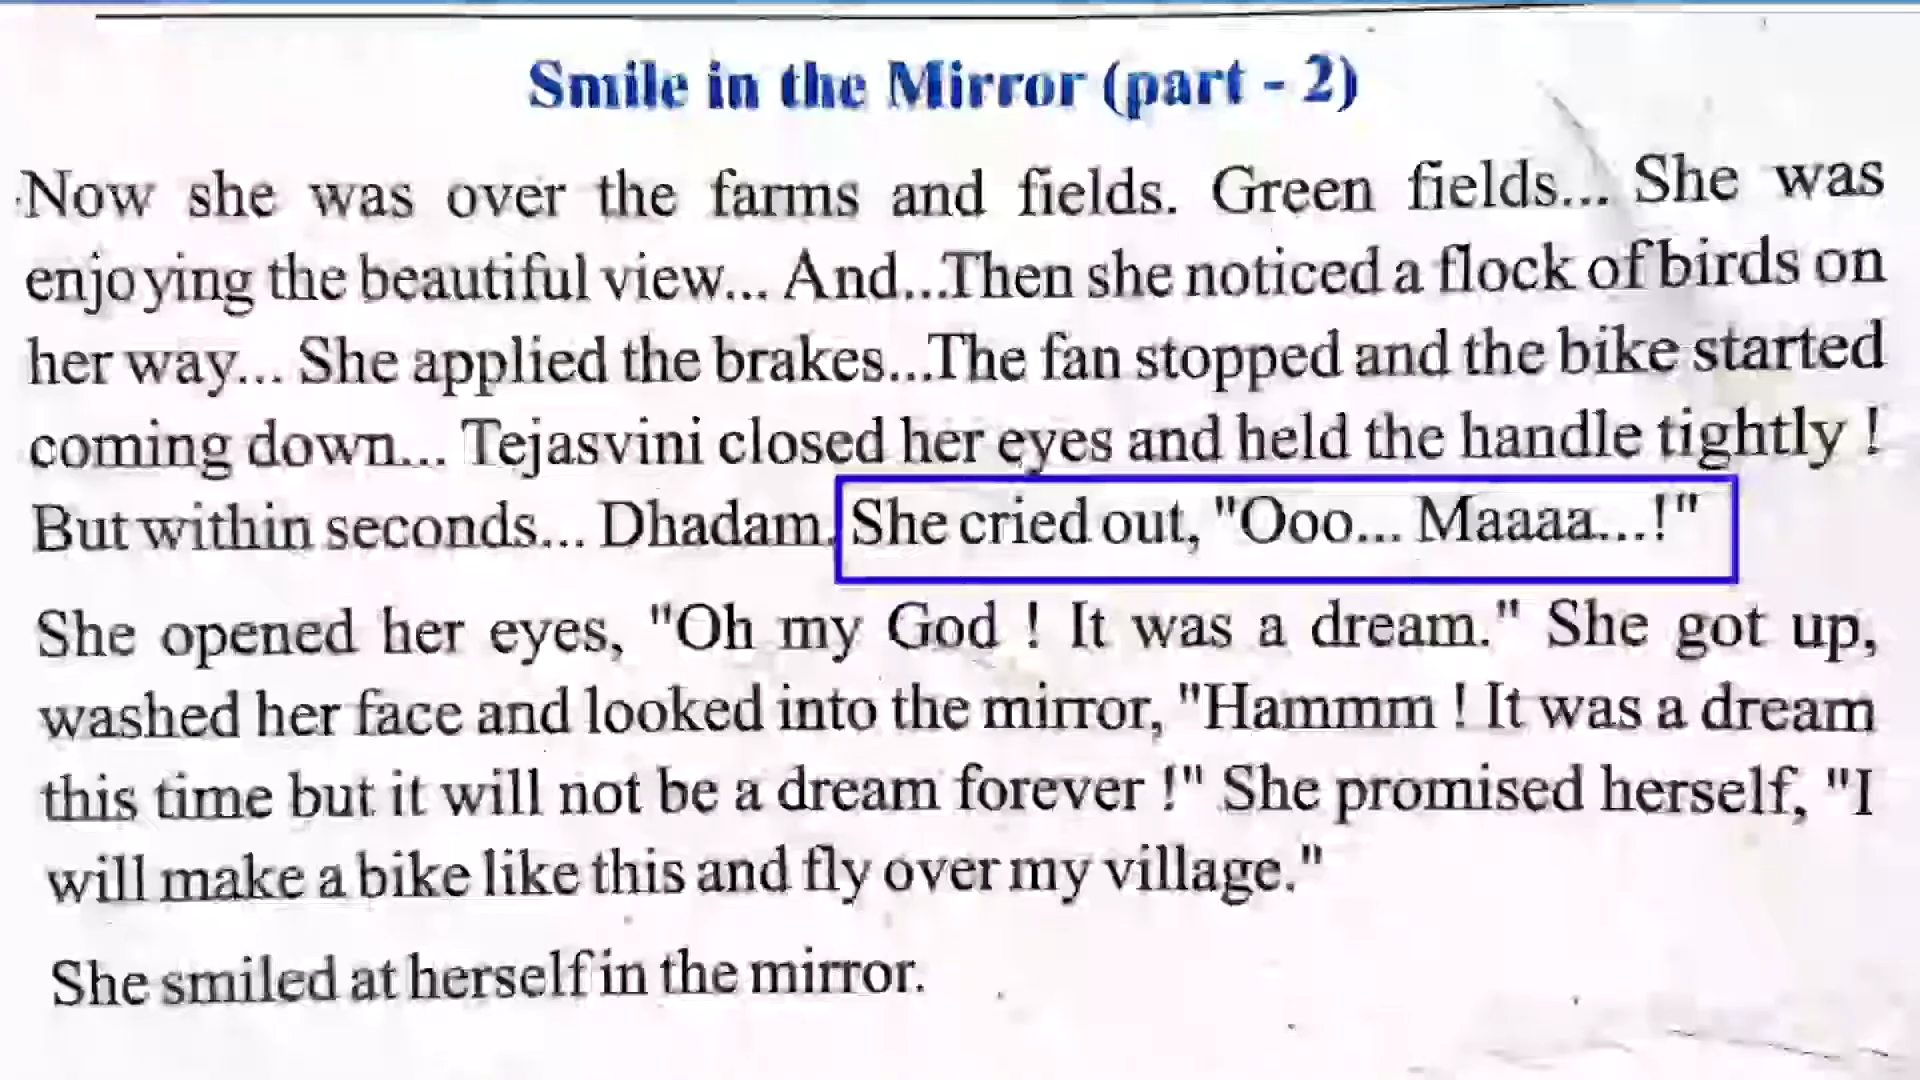 Smile in the Mirror (part - 2)
Now she was over the farms and fields. Green fields... She was
enjoying the beautiful view... And...Then she noticed a flock of birds on
her way... She applied the brakes...The fan stopped and the bike started
coming down... Tejasvini closed her eyes and held the handle tightly !
But within seconds... Dhadam. She cried out, "Ooo... Maaaa...!"
She opened her eyes, "Oh my God ! It was a dream." She got up,
washed her face and looked into the mirror, "Hammm ! It was a dream
this time but it will not be a dream forever !" She promised herself, "I
will make a bike like this and fly over my village."
She smiled at herself in the mirror.